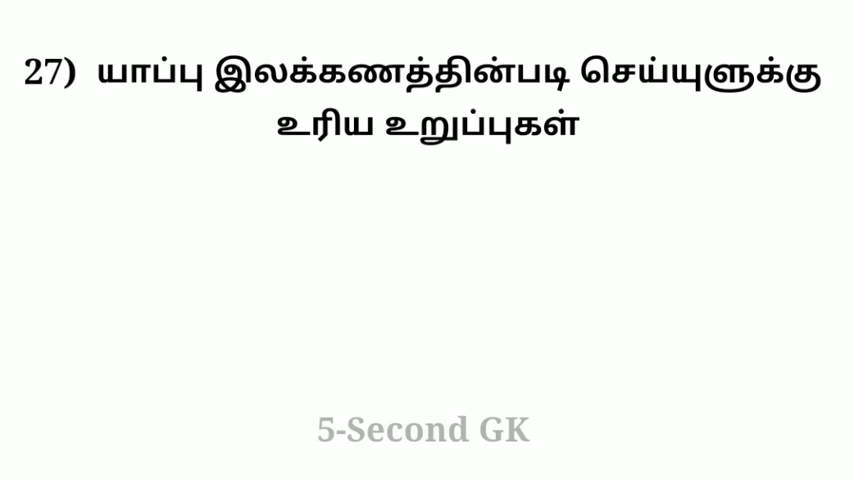 27) யாப்பு இலக்கணத்தின்படி செய்யுளுக்கு
உரிய உறுப்புகள்
5-Second GK